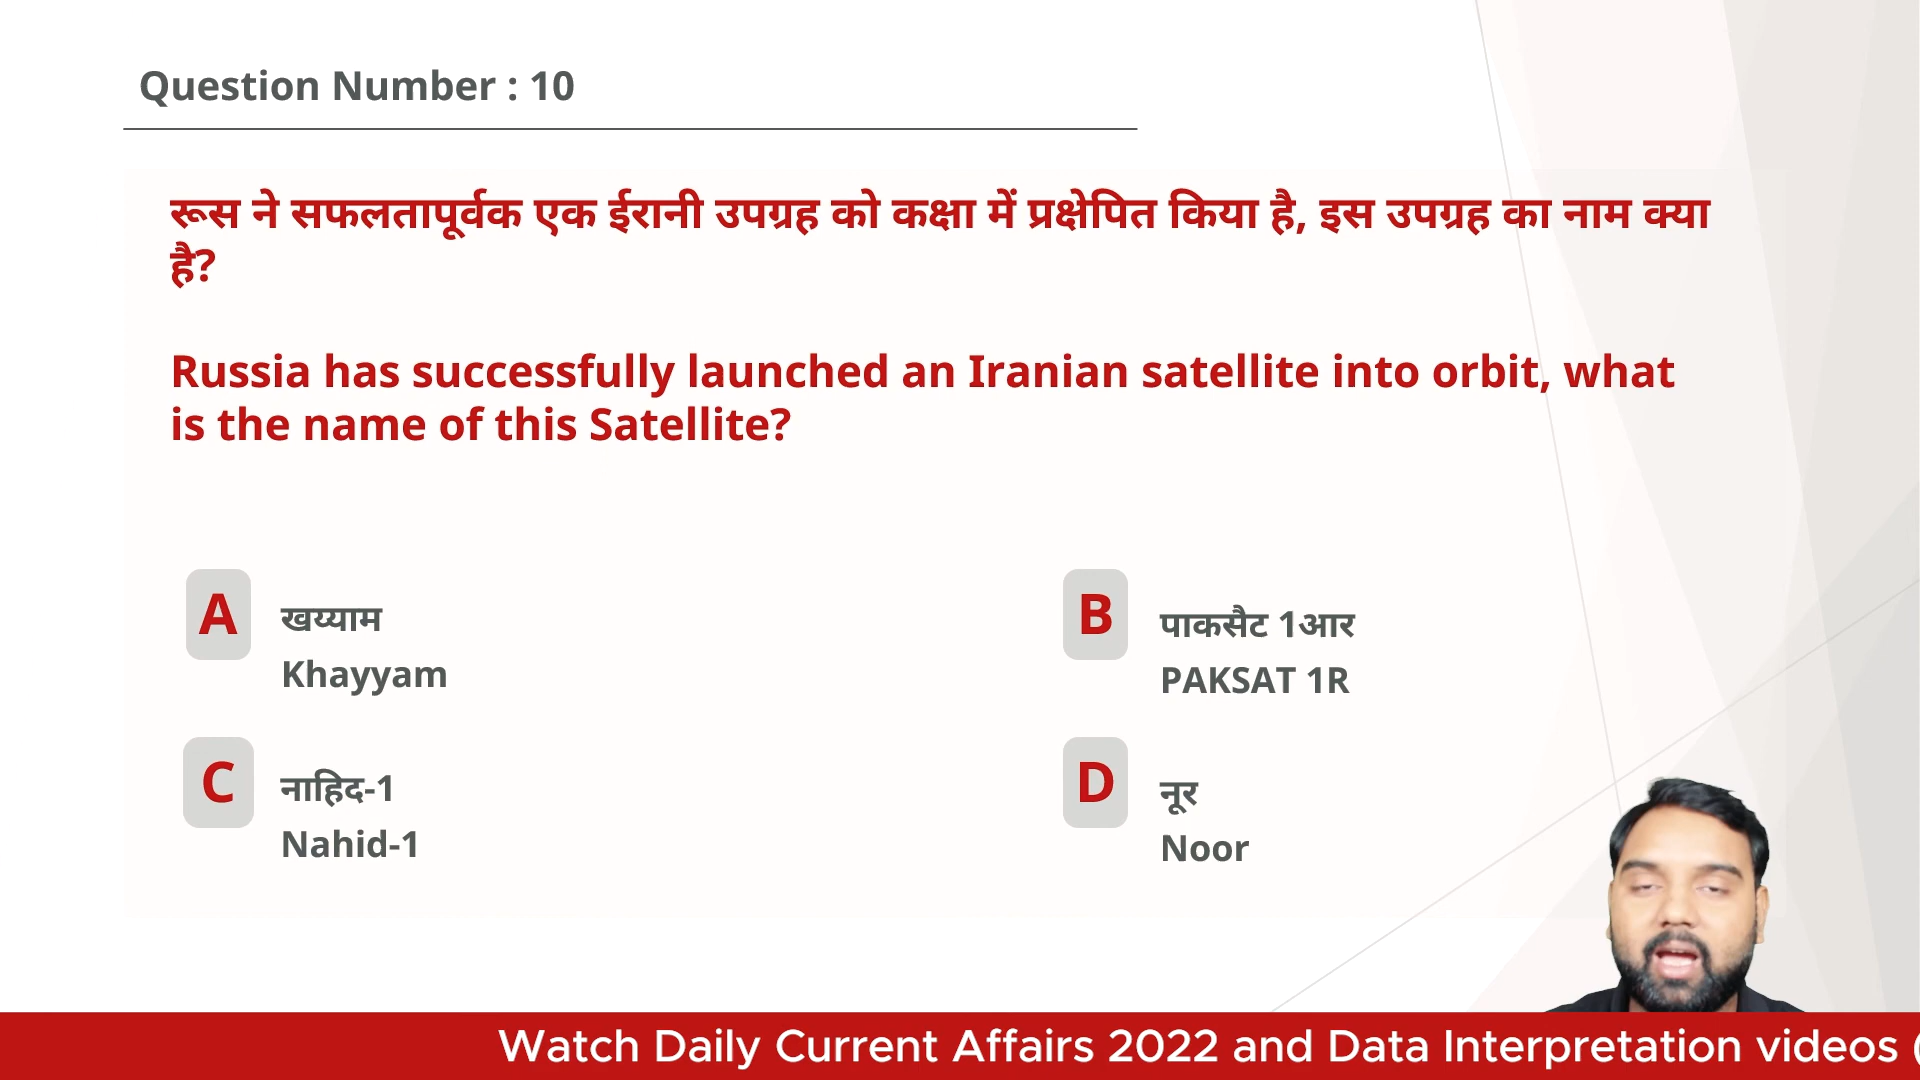 Question Number : 10
रूस ने सफलतापूर्वक एक ईरानी उपग्रह को कक्षा में प्रक्षेपित किया है, इस उपग्रह का नाम क्या
है?
Russia has successfully launched an Iranian satellite into orbit, what
is the name of this Satellite?
A
खय्याम
Khayyam
B
पाकसैट 1आर
PAKSAT 1R
C
नाहिद-1
Nahid-1
D
नूर
Noor
Watch Daily Current Affairs 2022 and Data Interpretation videos (